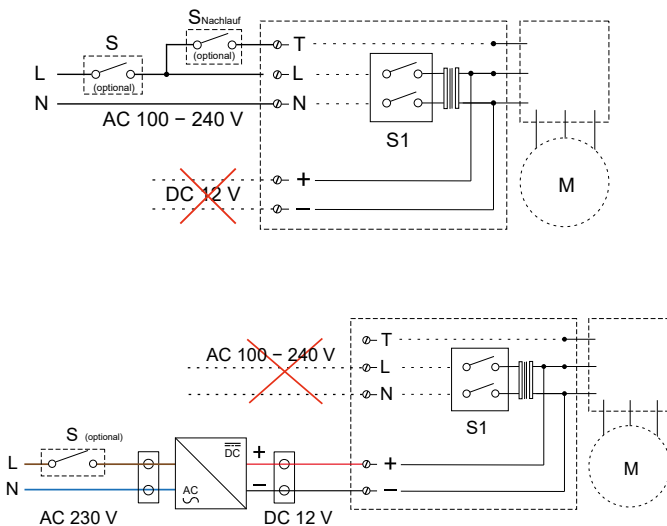 S Nachlauf
(optional)
S
(optional)
T
L
L
N
N
AC 100 – 240 V
S1
DC 12 V
+
–
M
T
AC 100 – 240 V
L
N
S1
S (optional)
L
N
AC 230 V
AC
DC
+
–
DC 12 V
+
–
M